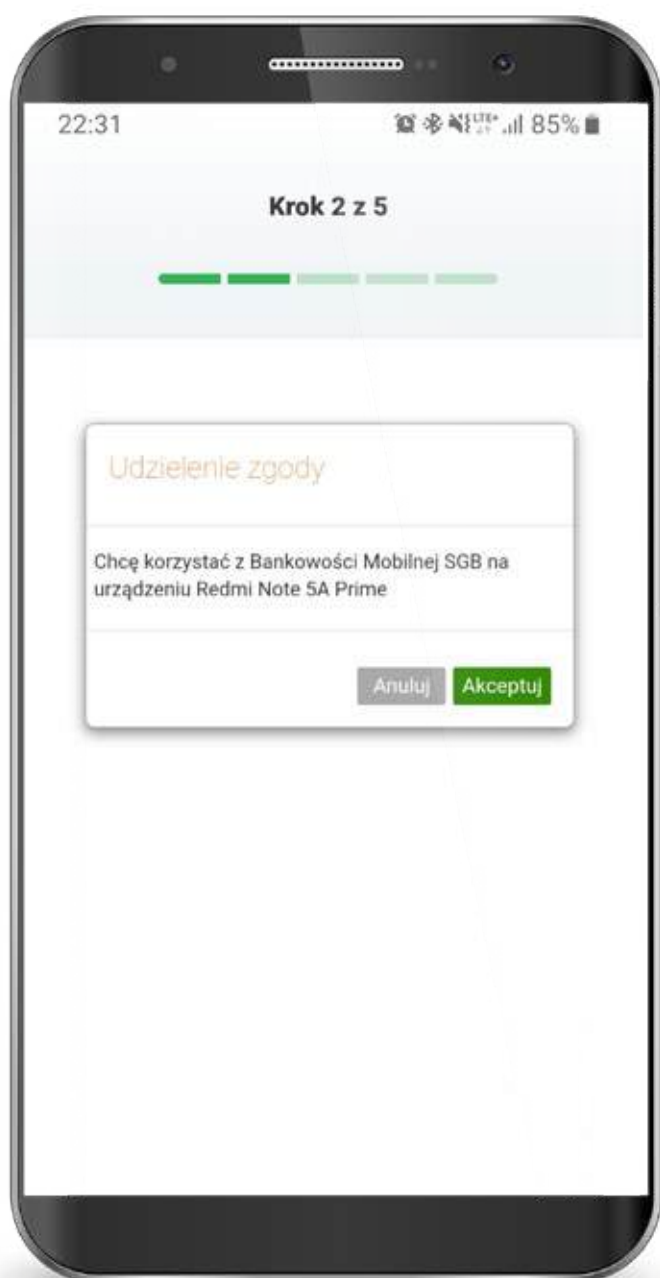 22:31
LTE+ 85%
Krok 2 z 5
Udzielenie zgody
Chcę korzystać z Bankowości Mobilnej SGB na
urządzeniu Redmi Note 5A Prime
Anuluj Akceptuj